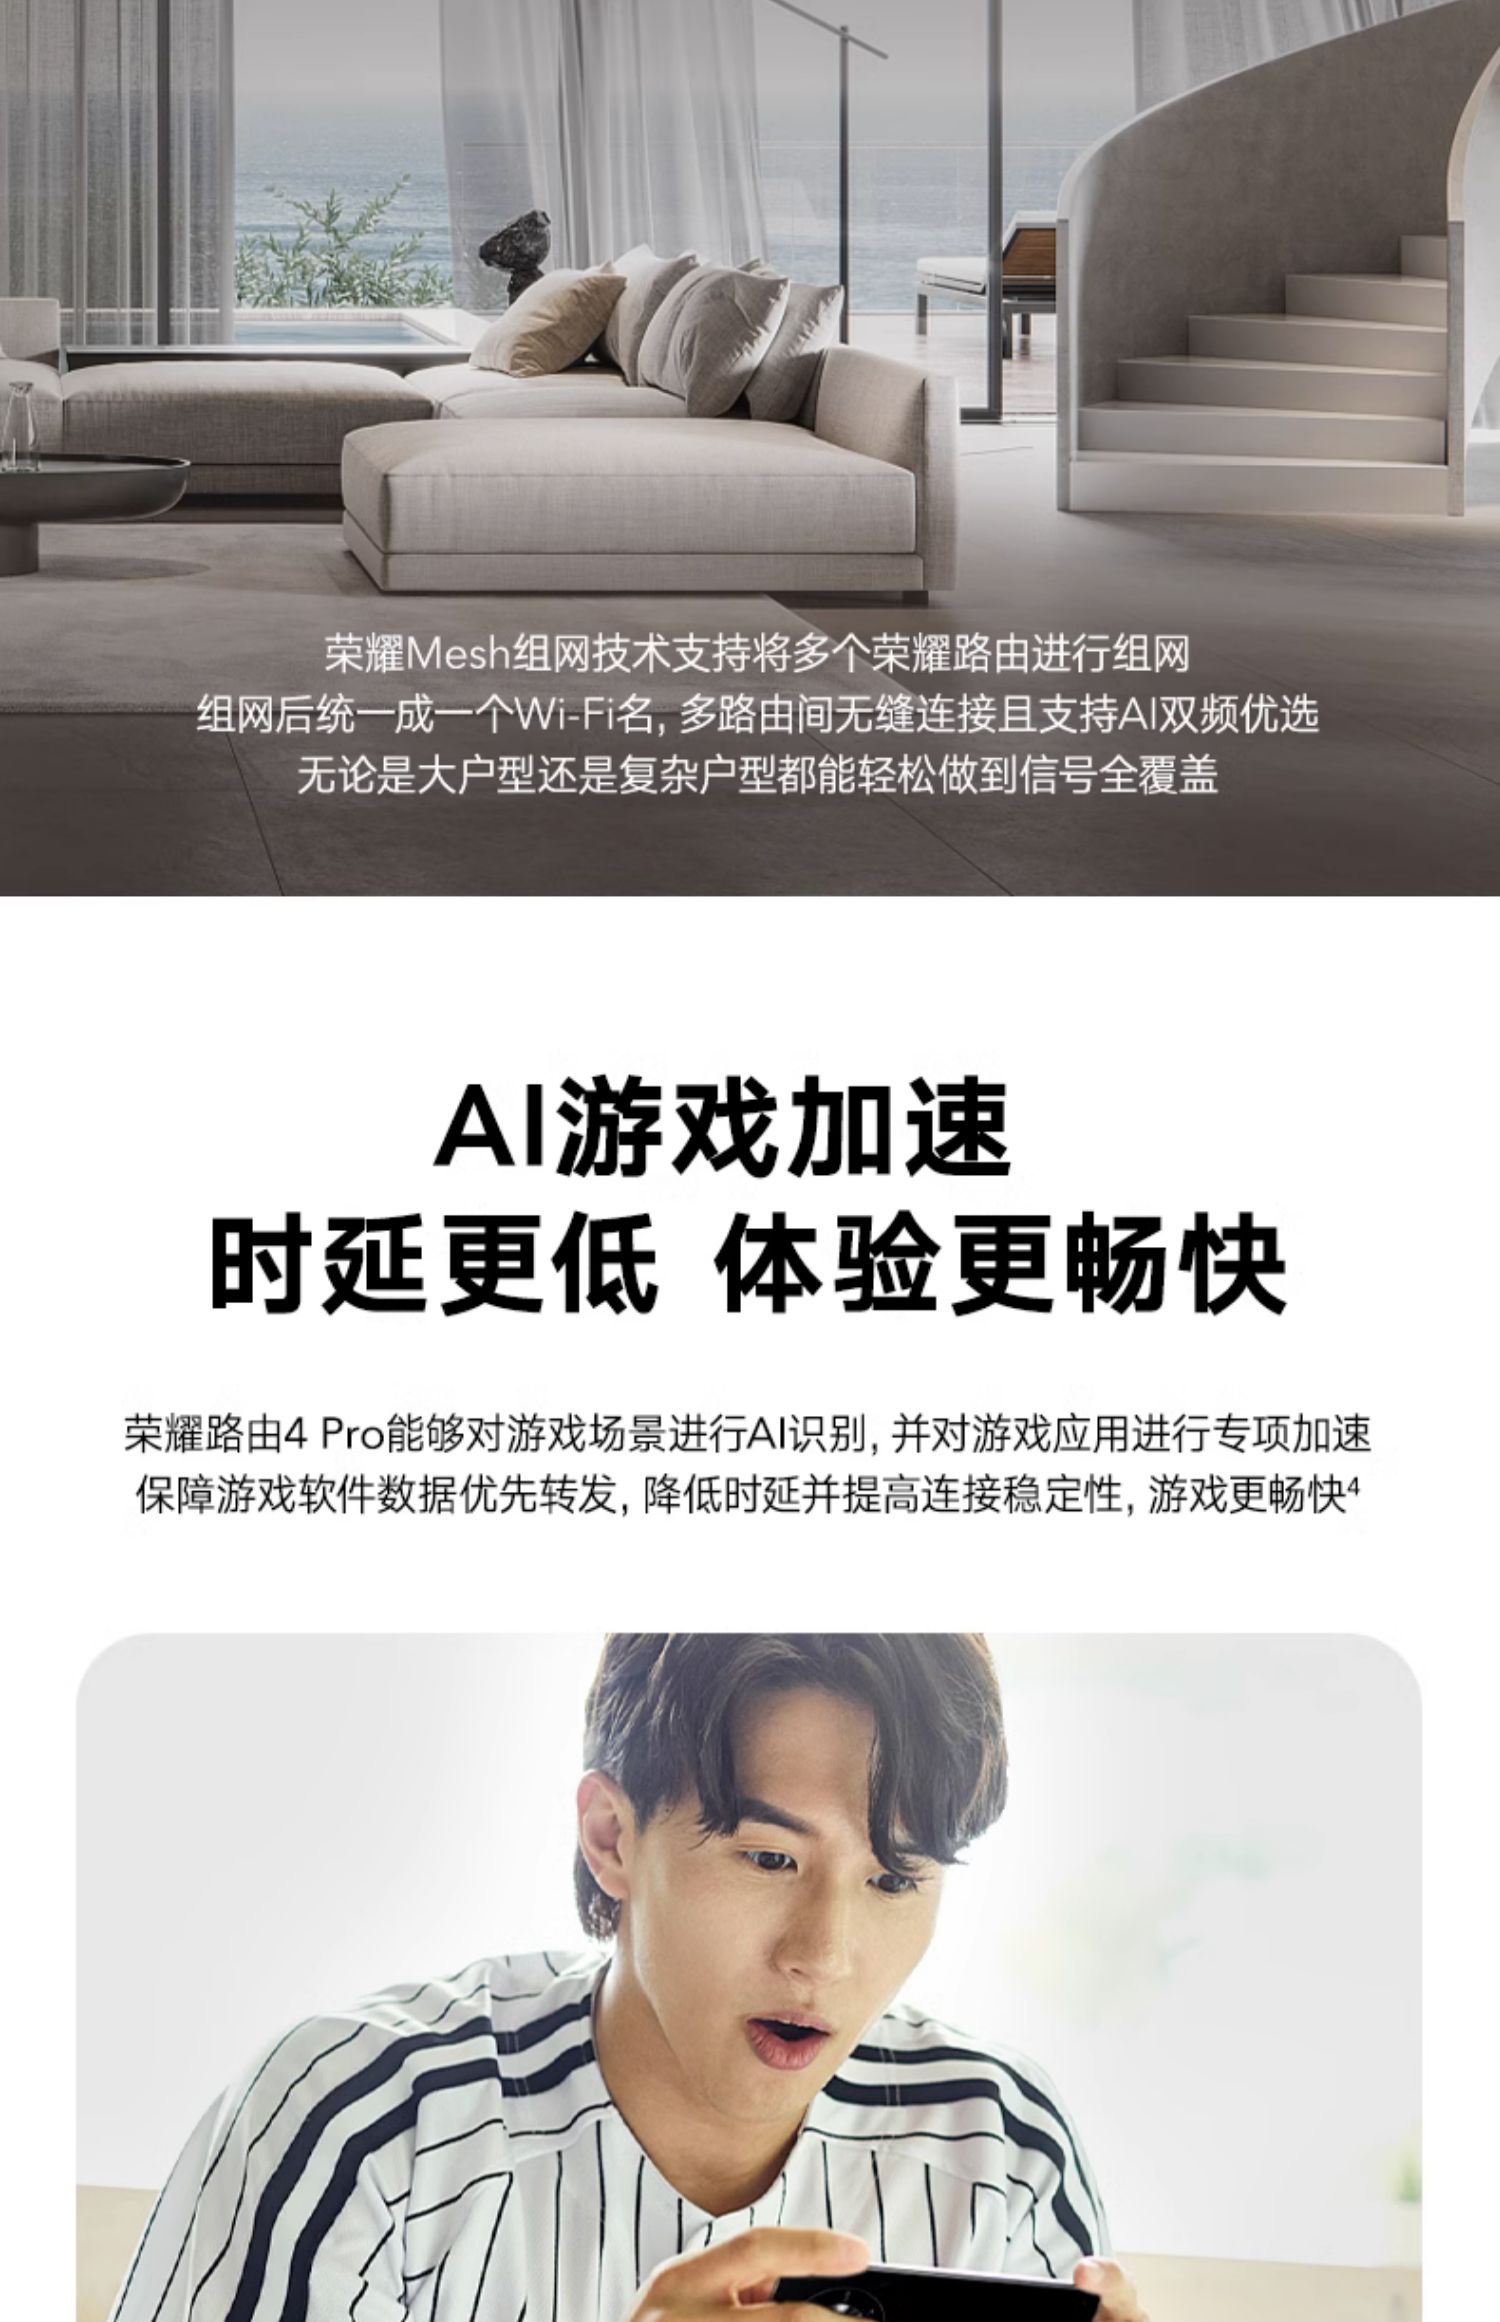 荣耀Mesh组网技术支持将多个荣耀路由进行组网
组网后统一成一个Wi-Fi名, 多路由间无缝连接且支持AI双频优选
无论是大户型还是复杂户型都能轻松做到信号全覆盖
AI游戏加速
时延更低 体验更畅快
荣耀路由4 Pro能够对游戏场景进行AI识别, 并对游戏应用进行专项加速
保障游戏软件数据优先转发, 降低时延并提高连接稳定性, 游戏更畅快⁴